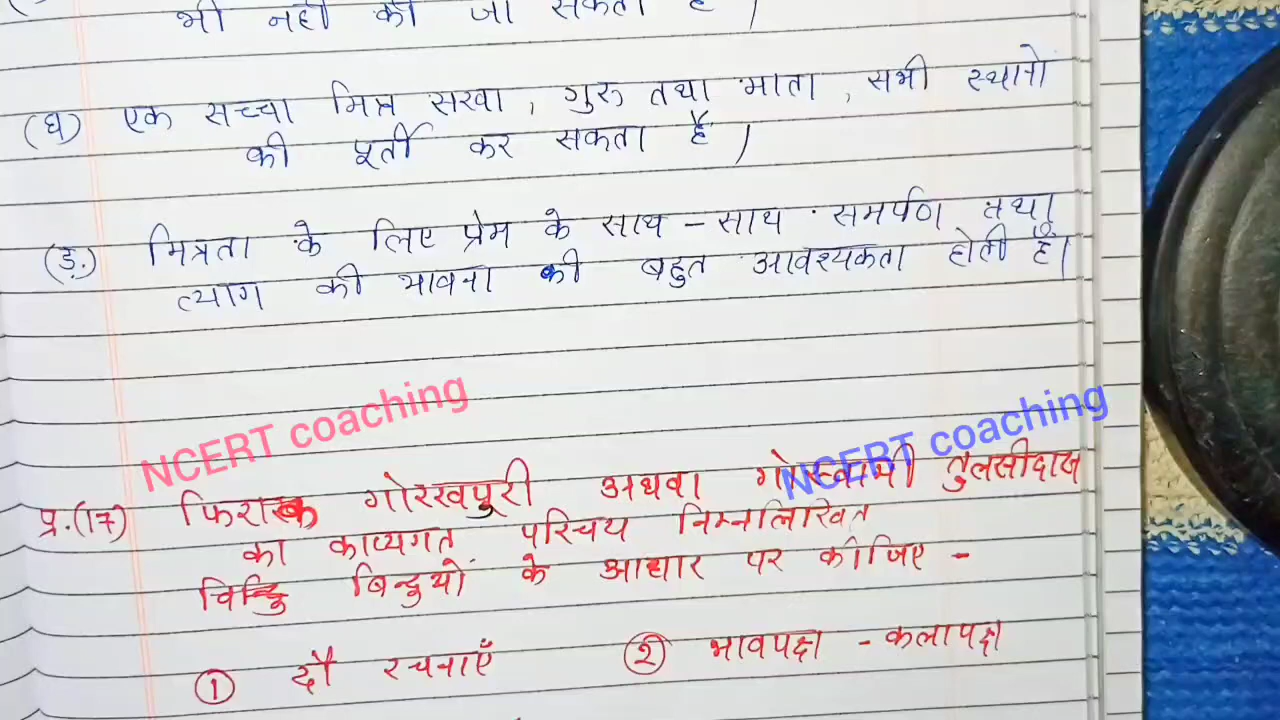 भी नहीं की जा सकती है |
(घ) एक सच्चा मित्र सखा, गुरु तथा माता, सभी स्थानो
की पूर्ती कर सकता है |
(ड़.) मित्रता के लिए प्रेम के साथ - साथ समर्पण तथा
त्याग की भावना की बहुत आवश्यकता होती है|
NCERT coaching
NCERT coaching
प्र.(17) फिराक गोरखपुरी अथवा गोस्वामी तुलसीदास
का काव्यगत परिचय निम्नलिखित
बिन्दुयों के आधार पर कीजिए -
① दो रचनाएँ ② भावपक्ष - कलापक्ष